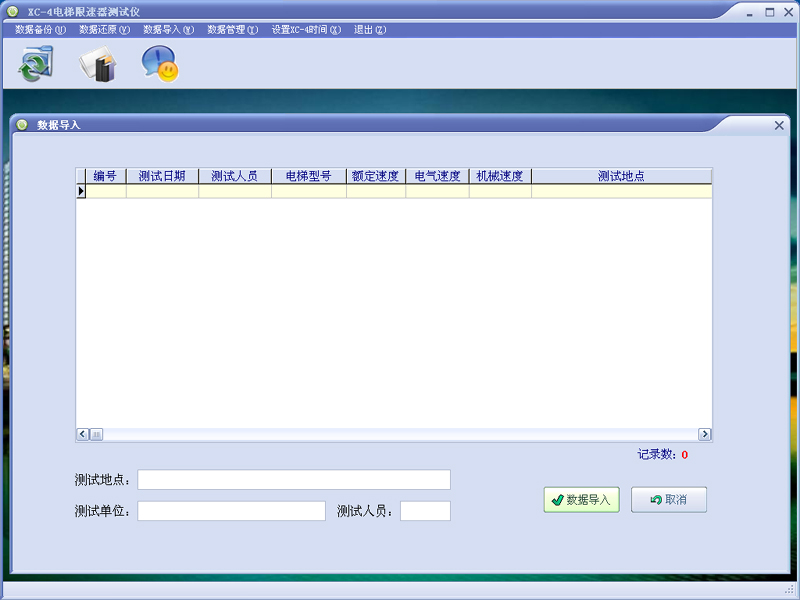 XC-4电梯限速器测试仪
数据备份(U) 数据还原(V) 数据导入(W) 数据管理(Y) 设置XC-4时间(X) 退出(Z)
数据导入
编号 测试日期 测试人员 电梯型号 额定速度 电气速度 机械速度 测试地点
记录数：0
测试地点：
测试单位： 测试人员：
数据导入 取消